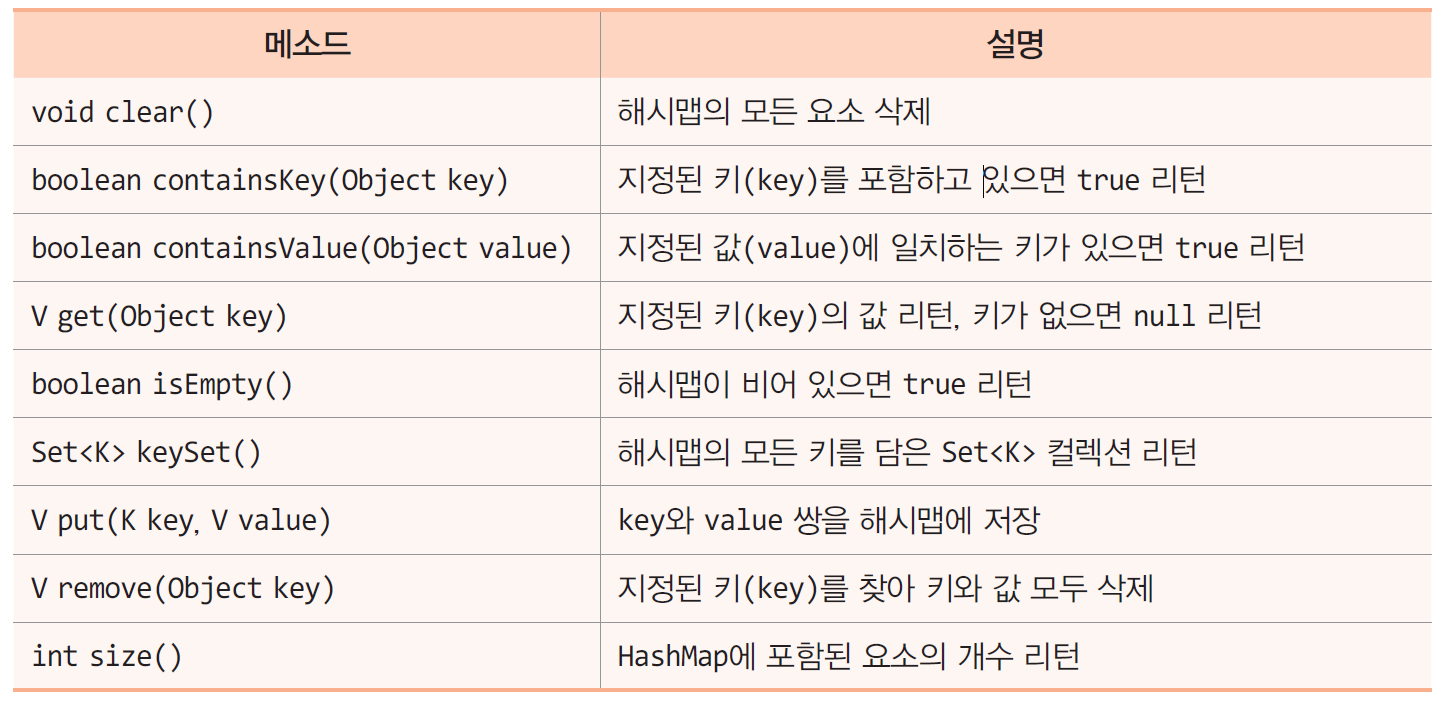 메소드 설명
void clear() 해시맵의 모든 요소 삭제
boolean containsKey(Object key) 지정된 키(key)를 포함하고 있으면 true 리턴
boolean containsValue(Object value) 지정된 값(value)에 일치하는 키가 있으면 true 리턴
V get(Object key) 지정된 키(key)의 값 리턴, 키가 없으면 null 리턴
boolean isEmpty() 해시맵이 비어 있으면 true 리턴
Set<K> keySet() 해시맵의 모든 키를 담은 Set<K> 컬렉션 리턴
V put(K key, V value) key와 value 쌍을 해시맵에 저장
V remove(Object key) 지정된 키(key)를 찾아 키와 값 모두 삭제
int size() HashMap에 포함된 요소의 개수 리턴